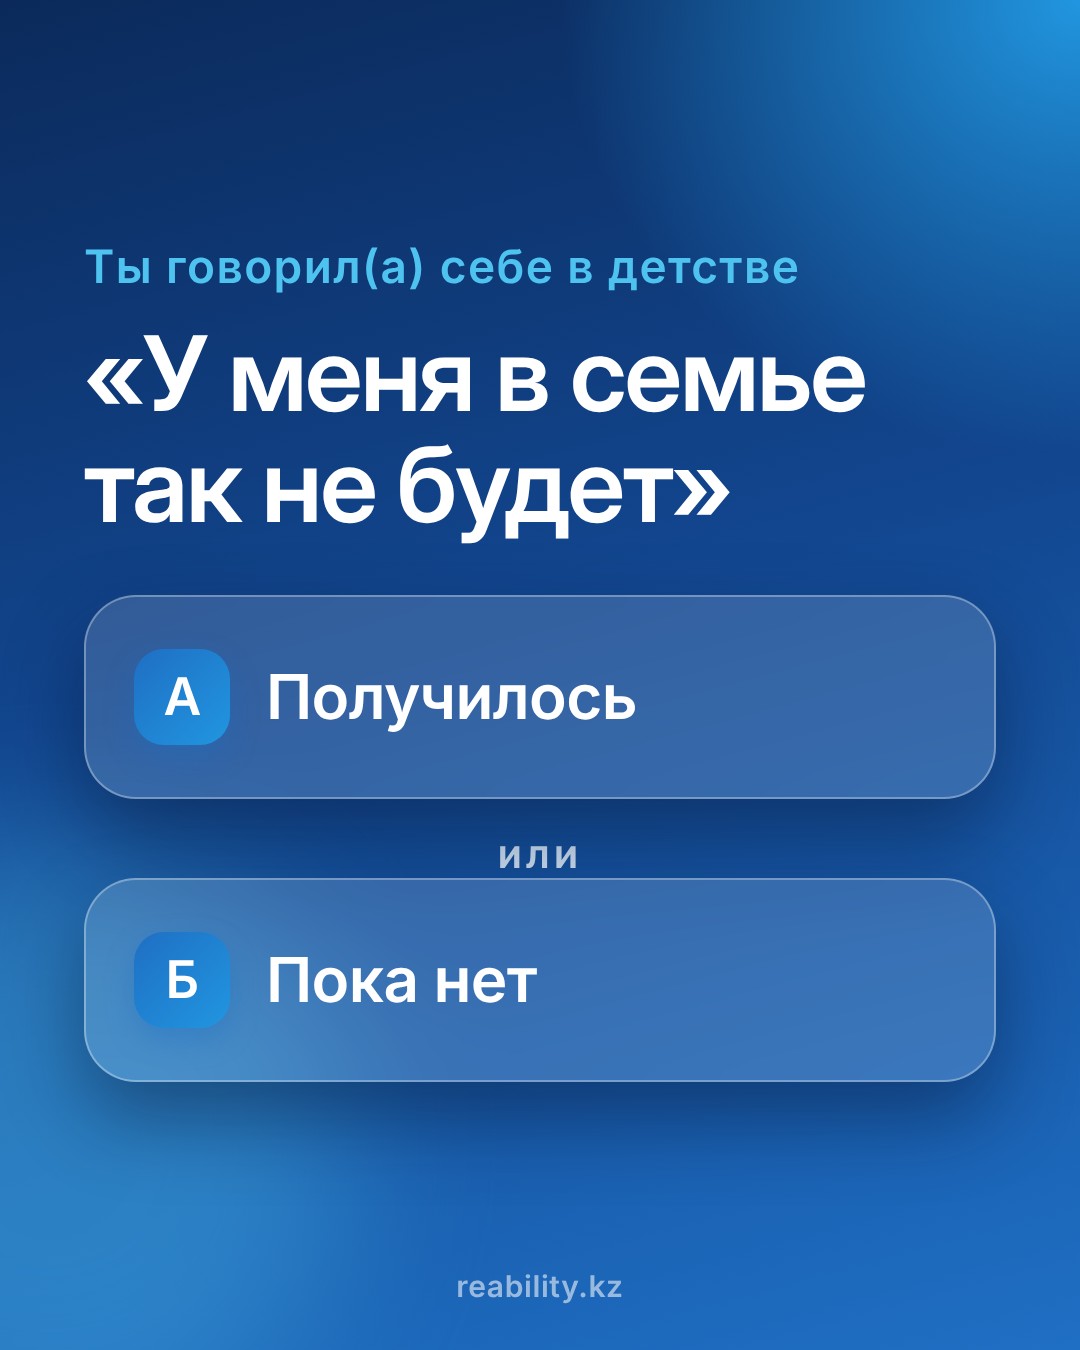 Ты говорил(а) себе в детстве
«У меня в семье
так не будет»
А Получилось
или
Б Пока нет
reability.kz